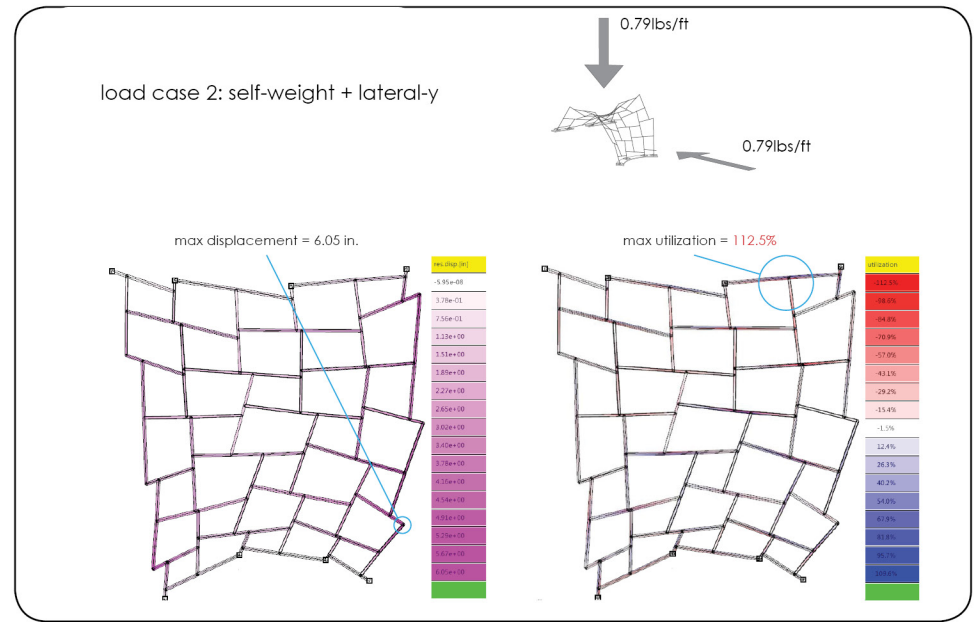 0.79lbs/ft
load case 2: self-weight + lateral-y
0.79lbs/ft
max displacement = 6.05 in.
max utilization = 112.5%
res.disp.[in]
-5.95e-08
3.78e-01
7.56e-01
1.13e+00
1.51e+00
1.89e+00
2.27e+00
2.65e+00
3.02e+00
3.40e+00
3.78e+00
4.16e+00
4.54e+00
4.91e+00
5.29e+00
5.67e+00
6.05e+00
utilization
-112.5%
-98.6%
-84.8%
-70.9%
-57.0%
-43.1%
-29.2%
-15.4%
-1.5%
12.4%
26.3%
40.2%
54.0%
67.9%
81.8%
95.7%